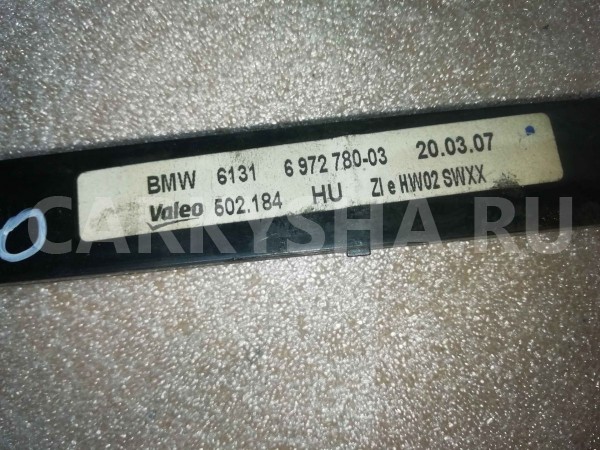 BMW 6131 6 972 780-03 20.03.07
Valeo 502.184 HU ZI e HW02 SWXX
CARKYSHA.RU